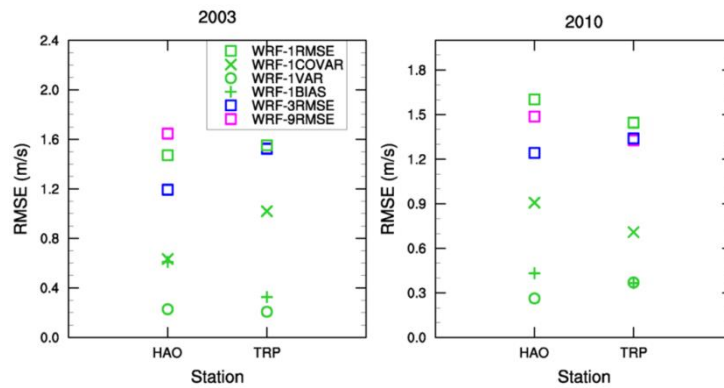 2003
RMSE (m/s)
2.4
2.0
1.6
1.2
0.8
0.4
0.0
WRF-1RMSE
WRF-1COVAR
WRF-1VAR
WRF-1BIAS
WRF-3RMSE
WRF-9RMSE
HAO TRP
Station
2010
RMSE (m/s)
1.8
1.5
1.2
0.9
0.6
0.3
0.0
HAO TRP
Station